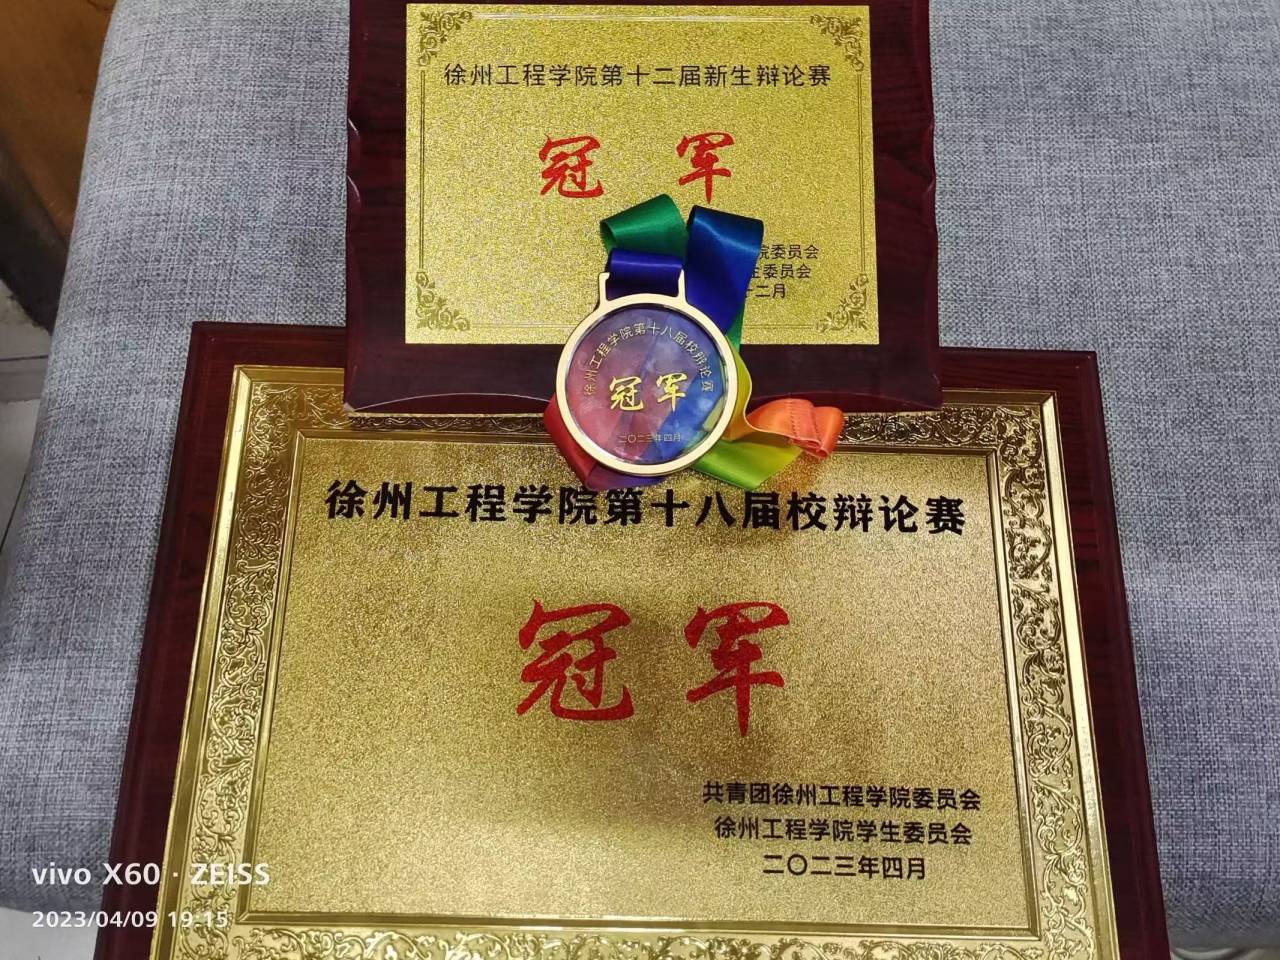 徐州工程学院第十二届新生辩论赛
冠 军
院委员会
生委员会
十二月
徐州工程学院第十八届校辩论赛
冠 军
二〇二三年四月
徐州工程学院第十八届校辩论赛
冠 军
共青团徐州工程学院委员会
徐州工程学院学生委员会
二〇二三年四月
vivo X60 · ZEISS
2023/04/09 19:15